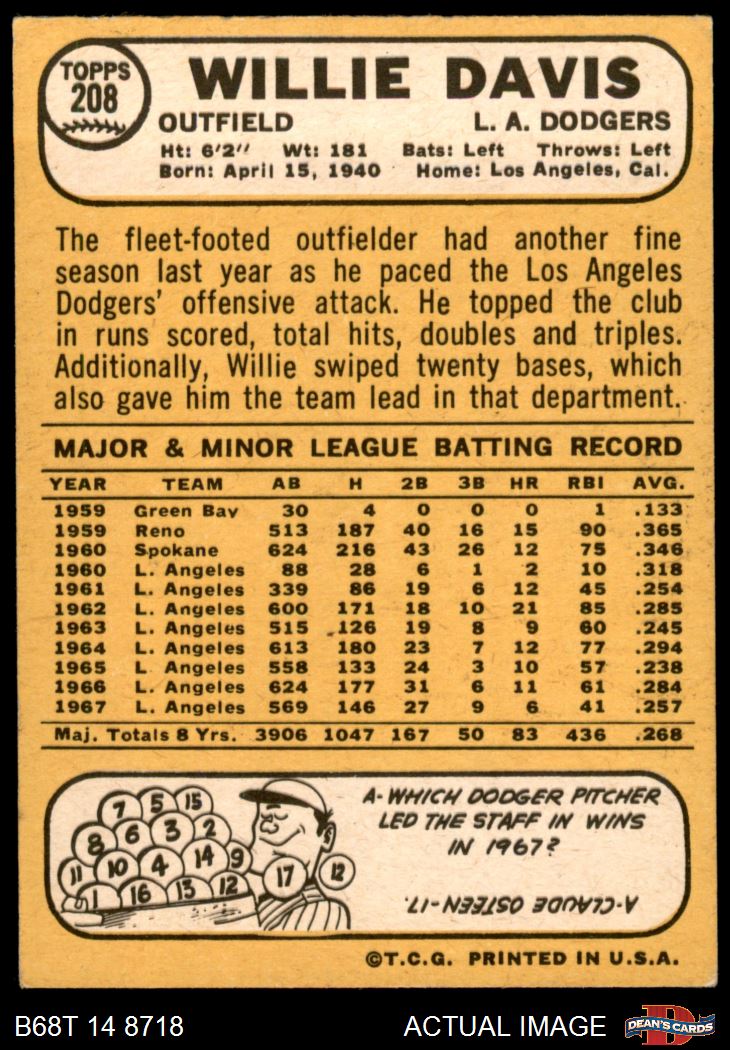 TOPPS
208
WILLIE DAVIS
OUTFIELD L. A. DODGERS
Ht: 6'2" Wt: 181 Bats: Left Throws: Left
Born: April 15, 1940 Home: Los Angeles, Cal.
The fleet-footed outfielder had another fine
season last year as he paced the Los Angeles
Dodgers' offensive attack. He topped the club
in runs scored, total hits, doubles and triples.
Additionally, Willie swiped twenty bases, which
also gave him the team lead in that department.
MAJOR & MINOR LEAGUE BATTING RECORD
YEAR TEAM AB H 2B 3B HR RBI AVG.
1959 Green Bay 30 4 0 0 0 1 .133
1959 Reno 513 187 40 16 15 90 .365
1960 Spokane 624 216 43 26 12 75 .346
1960 L. Angeles 88 28 6 1 2 10 .318
1961 L. Angeles 339 86 19 6 12 45 .254
1962 L. Angeles 600 171 18 10 21 85 .285
1963 L. Angeles 515 126 19 8 9 60 .245
1964 L. Angeles 613 180 23 7 12 77 .294
1965 L. Angeles 558 133 24 3 10 57 .238
1966 L. Angeles 624 177 31 6 11 61 .284
1967 L. Angeles 569 146 27 9 6 41 .257
Maj. Totals 8 Yrs. 3906 1047 167 50 83 436 .268
7 5 15
8 6 3 2
11 10 4 14 9 17 12
1 16 13 12
A-WHICH DODGER PITCHER
LED THE STAFF IN WINS
IN 1967?
A-CLAUDE OSTEEN-17.
©T.C.G. PRINTED IN U.S.A.
B68T 14 8718 ACTUAL IMAGE D DEAN'S CARDS